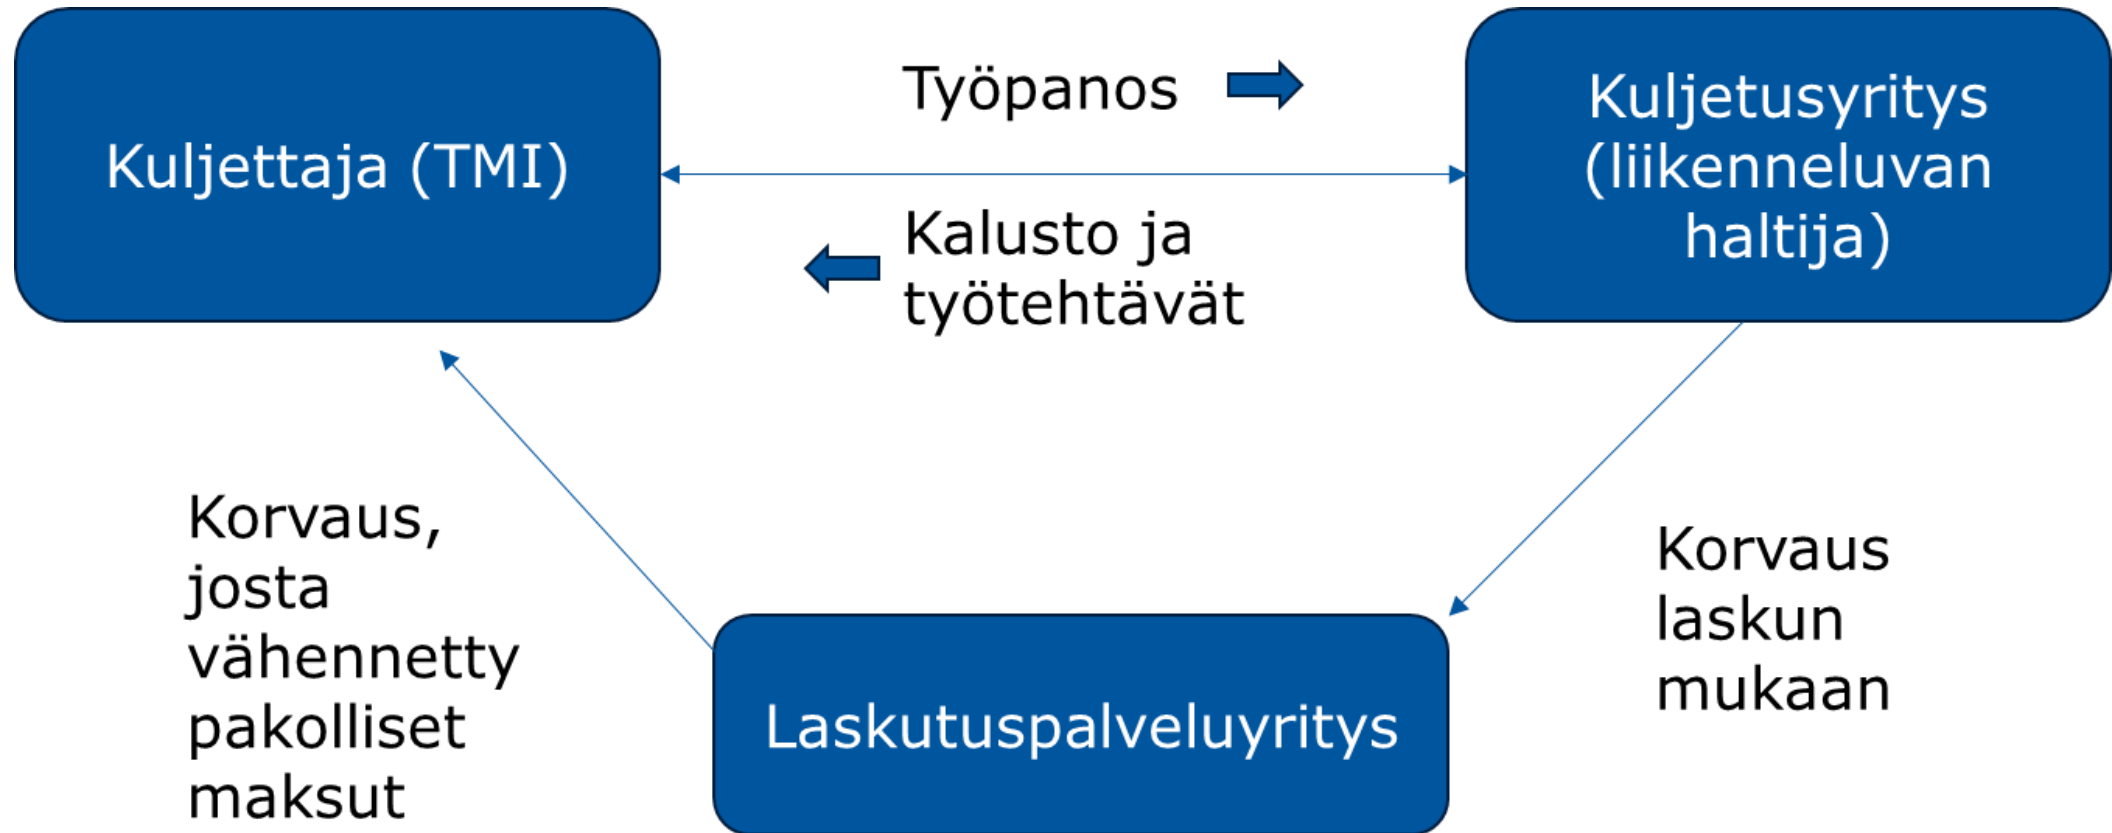 Kuljettaja (TMI)
Työpanos
Kalusto ja
työtehtävät
Kuljetusyritys
(liikenneluvan
haltija)
Korvaus,
josta
vähennetty
pakolliset
maksut
Laskutuspalveluyritys
Korvaus
laskun
mukaan